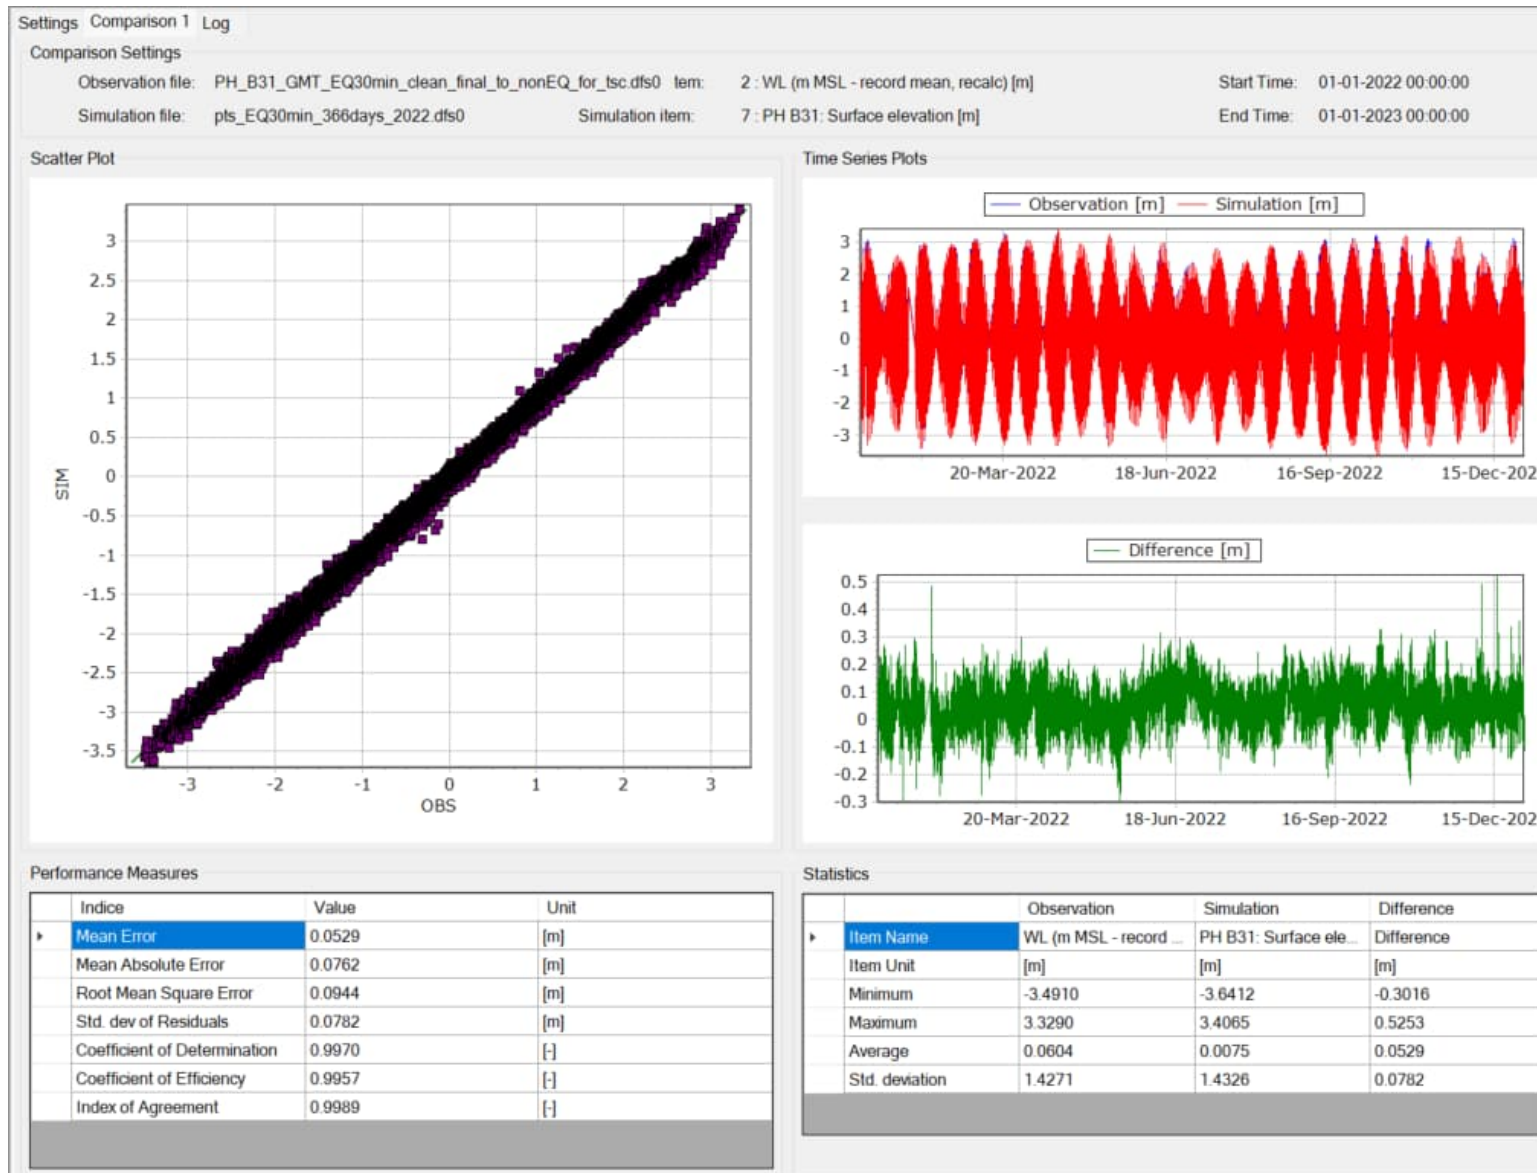 Settings Comparison 1 Log
Comparison Settings
Observation file: PH_B31_GMT_EQ30min_clean_final_to_nonEQ_for_tsc.dfs0 tem: 2 : WL (m MSL - record mean, recalc) [m] Start Time: 01-01-2022 00:00:00
Simulation file: pts_EQ30min_366days_2022.dfs0 Simulation item: 7 : PH B31: Surface elevation [m] End Time: 01-01-2023 00:00:00
Scatter Plot
3
2.5
2
1.5
1
0.5
0
-0.5
-1
-1.5
-2
-2.5
-3
-3.5
SIM
-3 -2 -1 0 1 2 3
OBS
Time Series Plots
Observation [m] Simulation [m]
3
2
1
0
-1
-2
-3
20-Mar-2022 18-Jun-2022 16-Sep-2022 15-Dec-202
Difference [m]
0.5
0.4
0.3
0.2
0.1
0
-0.1
-0.2
-0.3
20-Mar-2022 18-Jun-2022 16-Sep-2022 15-Dec-202
Performance Measures
Indice Value Unit
Mean Error 0.0529 [m]
Mean Absolute Error 0.0762 [m]
Root Mean Square Error 0.0944 [m]
Std. dev of Residuals 0.0782 [m]
Coefficient of Determination 0.9970 [-]
Coefficient of Efficiency 0.9957 [-]
Index of Agreement 0.9989 [-]
Statistics
Observation Simulation Difference
Item Name WL (m MSL - record ... PH B31: Surface ele... Difference
Item Unit [m] [m] [m]
Minimum -3.4910 -3.6412 -0.3016
Maximum 3.3290 3.4065 0.5253
Average 0.0604 0.0075 0.0529
Std. deviation 1.4271 1.4326 0.0782